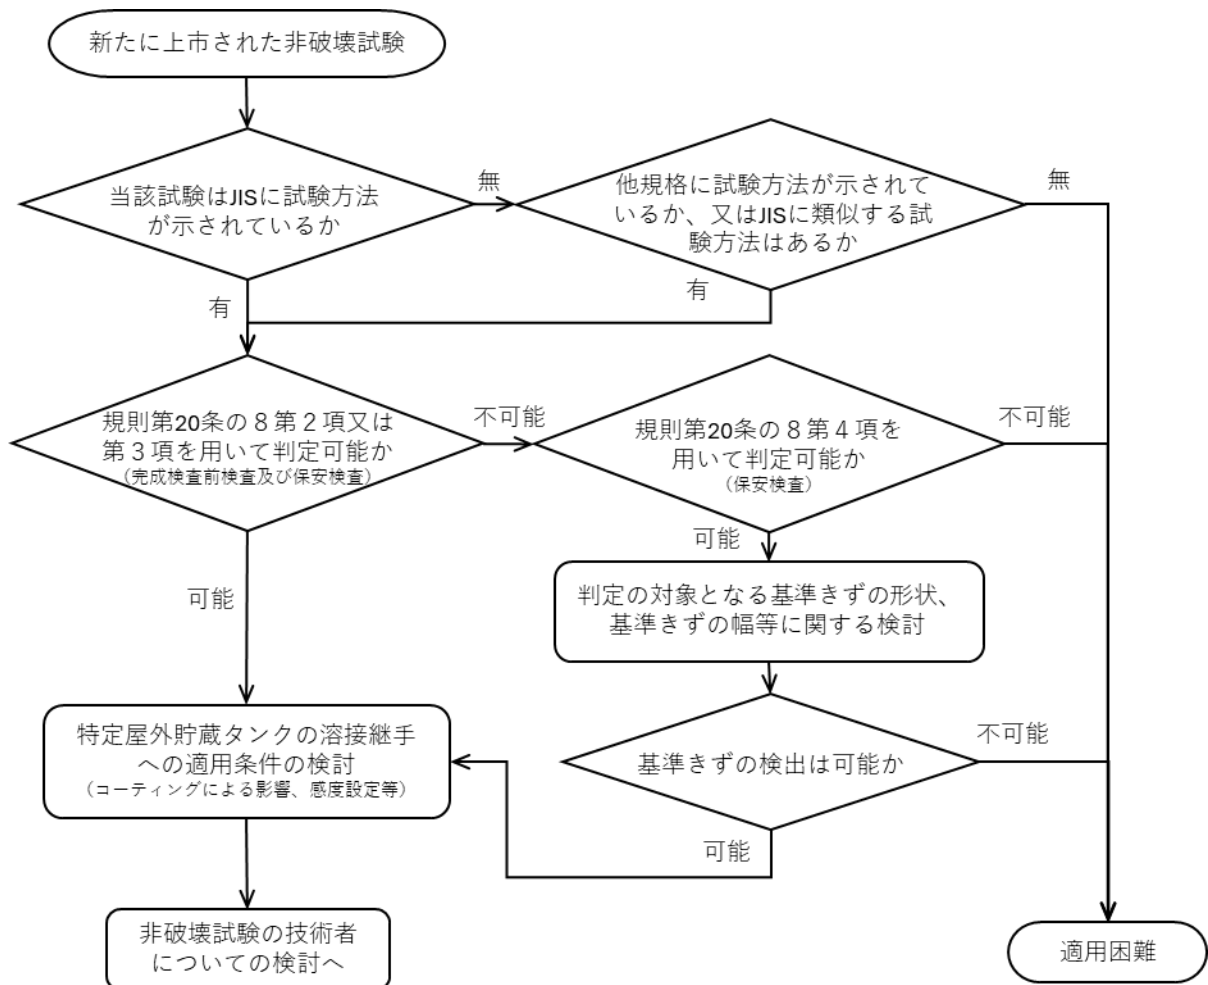 新たに上市された非破壊試験
当該試験はJISに試験方法
が示されているか
無
他規格に試験方法が示されて
いるか、又はJISに類似する試
験方法はあるか
無
有
有
規則第20条の８第２項又は
第３項を用いて判定可能か
（完成検査前検査及び保安検査）
不可能
規則第20条の８第４項を
用いて判定可能か
（保安検査）
不可能
可能
可能
判定の対象となる基準きずの形状、
基準きずの幅等に関する検討
特定屋外貯蔵タンクの溶接継手
への適用条件の検討
（コーティングによる影響、感度設定等）
基準きずの検出は可能か
不可能
可能
非破壊試験の技術者
についての検討へ
適用困難